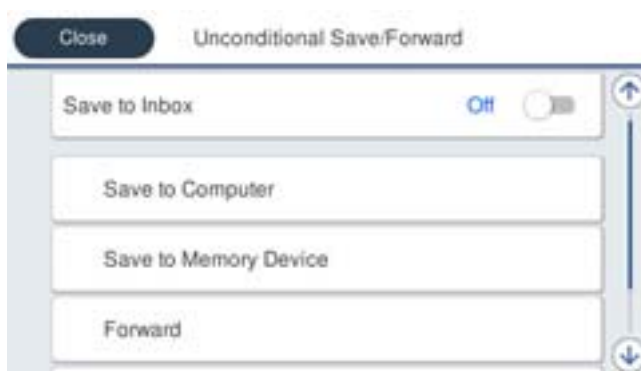 Close
Unconditional Save/Forward
Save to Inbox
Off
Save to Computer
Save to Memory Device
Forward